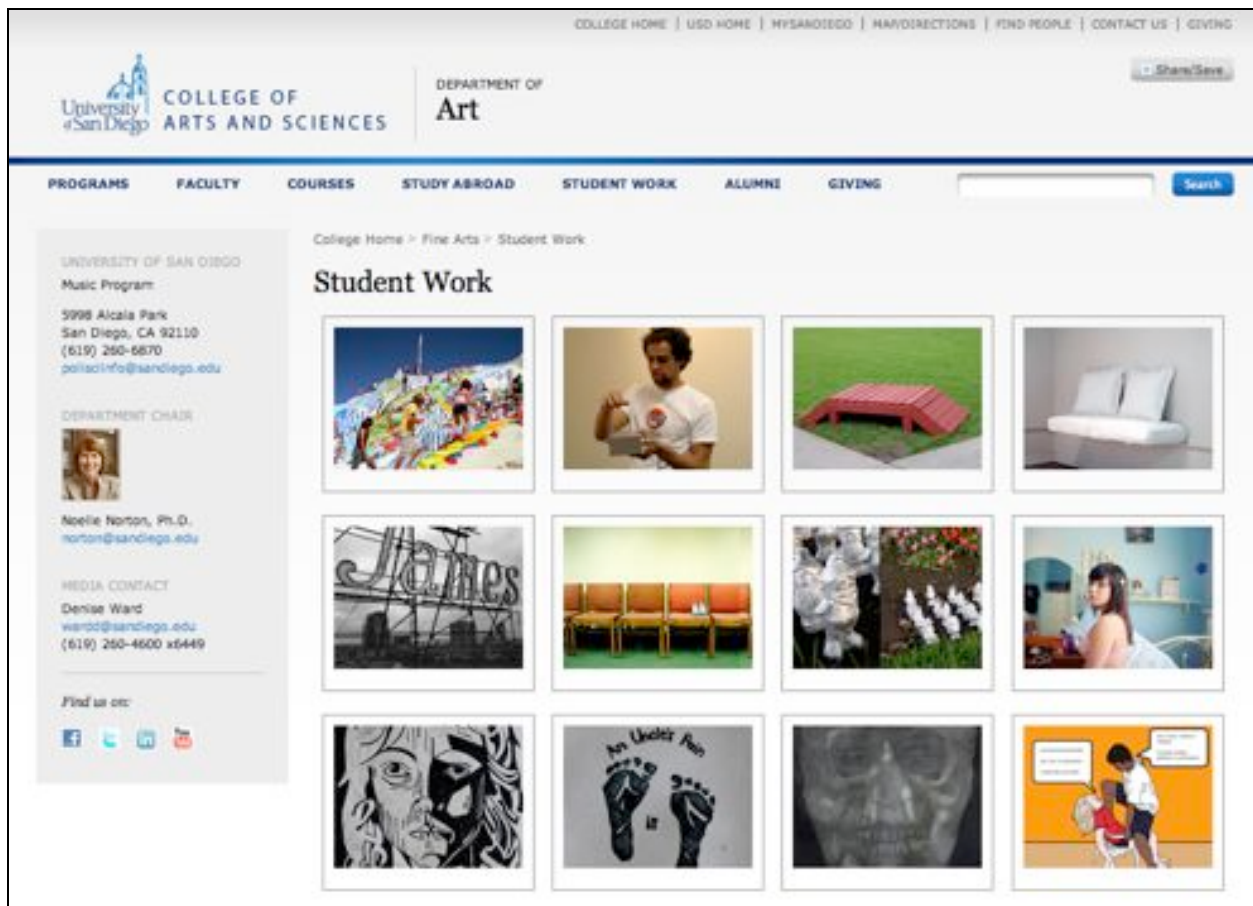 COLLEGE HOME | USD HOME | MYSANDIEGO | MAP/DIRECTIONS | FIND PEOPLE | CONTACT US | GIVING
Share/Save
University
of San Diego
COLLEGE OF
ARTS AND SCIENCES
DEPARTMENT OF
Art
PROGRAMS FACULTY COURSES STUDY ABROAD STUDENT WORK ALUMNI GIVING Search
College Home > Fine Arts > Student Work
Student Work
UNIVERSITY OF SAN DIEGO
Music Program
5998 Alcala Park
San Diego, CA 92110
(619) 260-6870
polisciinfo@sandiego.edu
DEPARTMENT CHAIR
Noelle Norton, Ph.D.
norton@sandiego.edu
MEDIA CONTACT
Denise Ward
wardd@sandiego.edu
(619) 260-4600 x6449
Find us on:
James
An Uncle's Pain
is